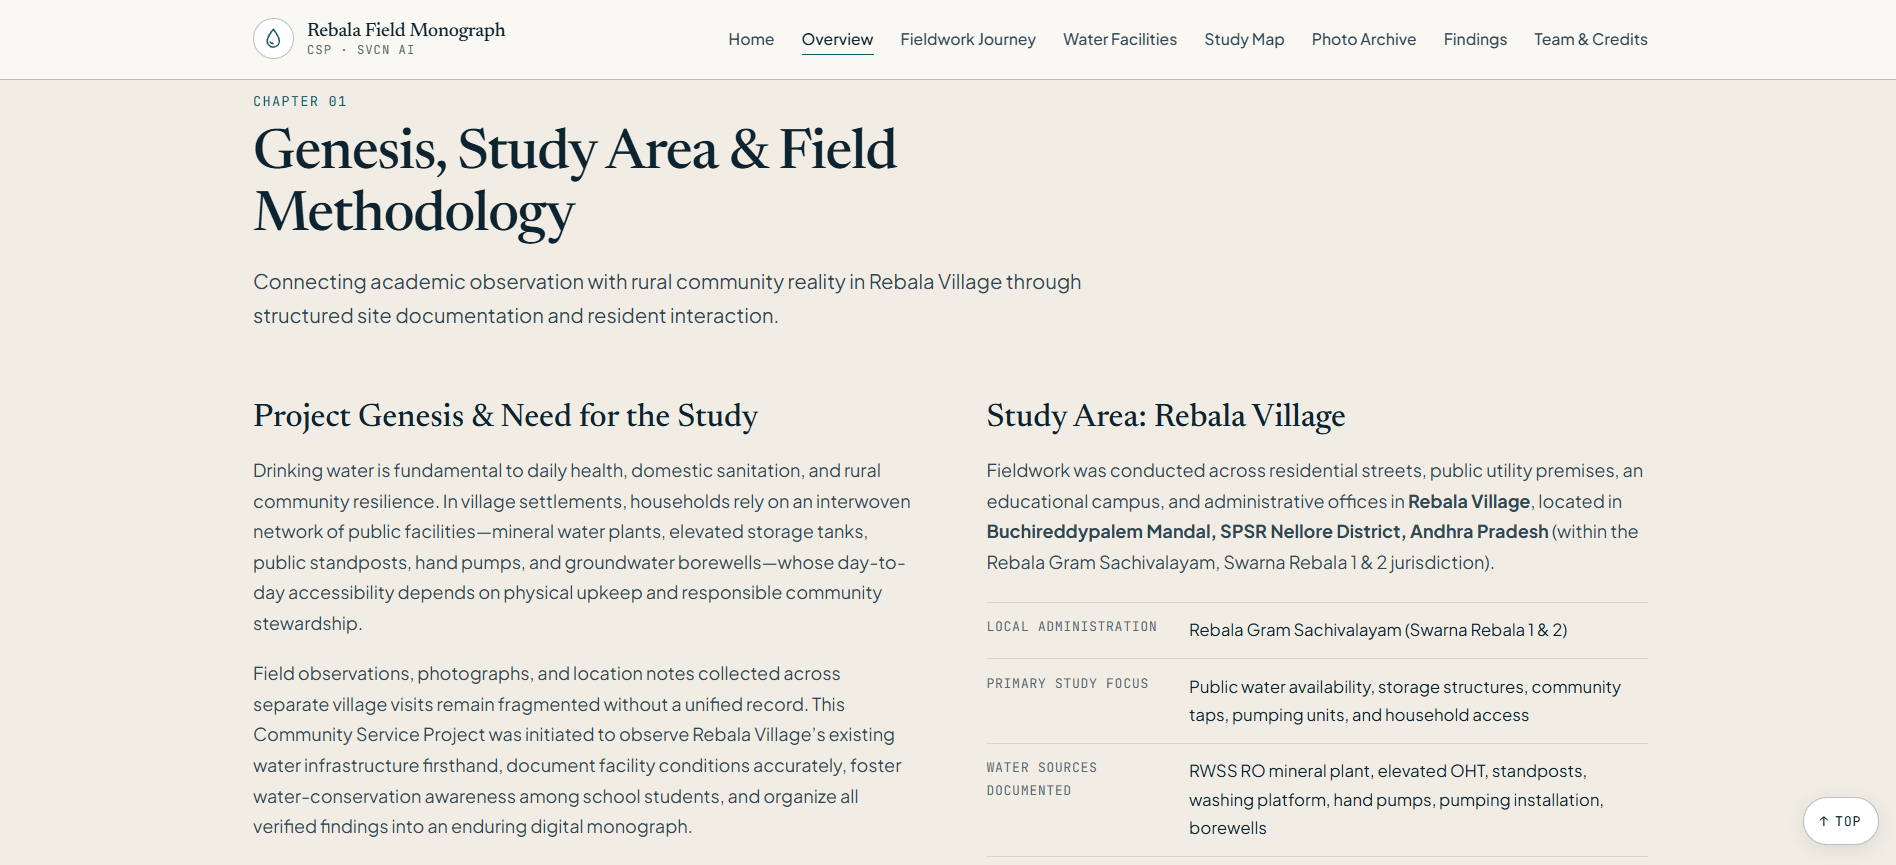 Rebala Field Monograph
CSP · SVCN AI
Home
Overview
Fieldwork Journey
Water Facilities
Study Map
Photo Archive
Findings
Team & Credits
CHAPTER 01
Genesis, Study Area & Field
Methodology
Connecting academic observation with rural community reality in Rebala Village through
structured site documentation and resident interaction.
Project Genesis & Need for the Study
Drinking water is fundamental to daily health, domestic sanitation, and rural
community resilience. In village settlements, households rely on an interwoven
network of public facilities—mineral water plants, elevated storage tanks,
public standposts, hand pumps, and groundwater borewells—whose day-to-
day accessibility depends on physical upkeep and responsible community
stewardship.
Field observations, photographs, and location notes collected across
separate village visits remain fragmented without a unified record. This
Community Service Project was initiated to observe Rebala Village’s existing
water infrastructure firsthand, document facility conditions accurately, foster
water-conservation awareness among school students, and organize all
verified findings into an enduring digital monograph.
Study Area: Rebala Village
Fieldwork was conducted across residential streets, public utility premises, an
educational campus, and administrative offices in Rebala Village, located in
Buchireddypalem Mandal, SPSR Nellore District, Andhra Pradesh (within the
Rebala Gram Sachivalayam, Swarna Rebala 1 & 2 jurisdiction).
LOCAL ADMINISTRATION
Rebala Gram Sachivalayam (Swarna Rebala 1 & 2)
PRIMARY STUDY FOCUS
Public water availability, storage structures, community
taps, pumping units, and household access
WATER SOURCES
DOCUMENTED
RWSS RO mineral plant, elevated OHT, standposts,
washing platform, hand pumps, pumping installation,
borewells
↑ TOP